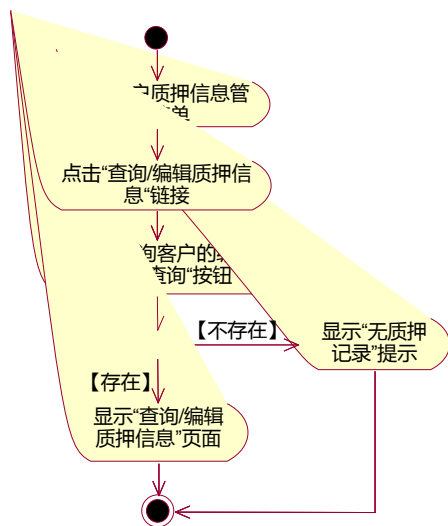 户质押信息管
单
点击“查询/编辑质押信
息“链接
询客户的
查询“按钮
【不存在】
显示“无质押
记录”提示
【存在】
显示“查询/编辑
质押信息”页面